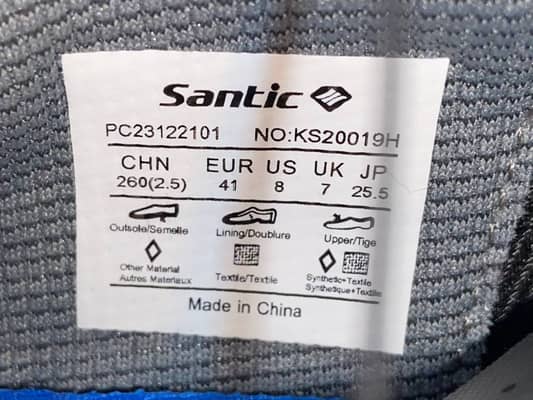 Santic
PC23122101 NO:KS20019H
CHN EUR US UK JP
260(2.5) 41 8 7 25.5
Outsole/Semelle Lining/Doublure Upper/Tige
Other Material Textile/Textile Synthetic+Textile
Autres Materiaux Synthetique+Textile
Made in China